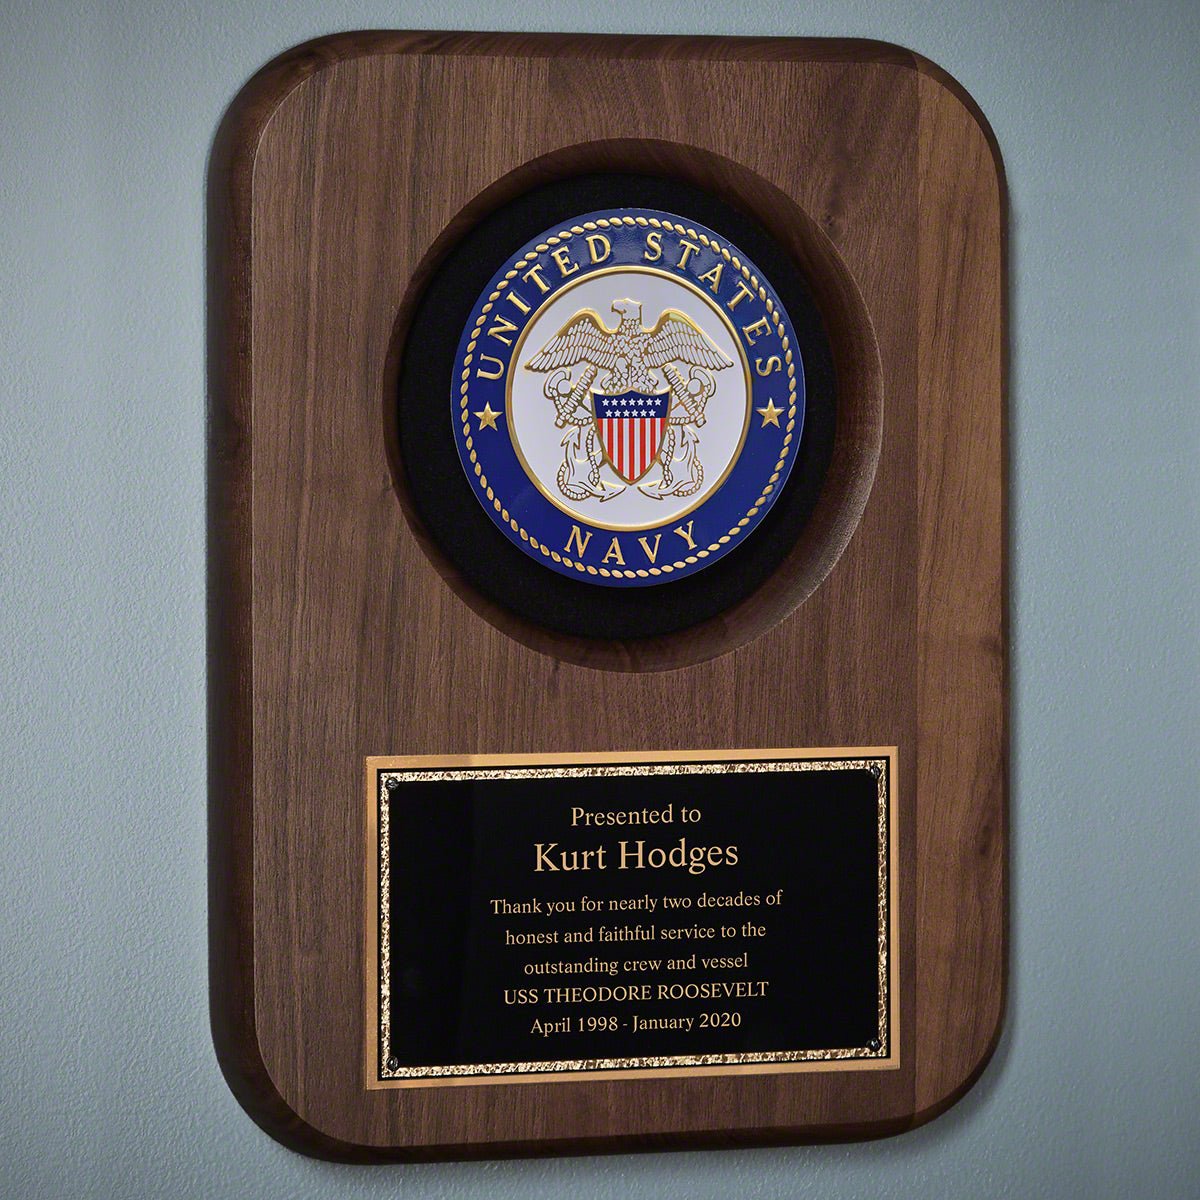 UNITED STATES
NAVY
Presented to
Kurt Hodges
Thank you for nearly two decades of
honest and faithful service to the
outstanding crew and vessel
USS THEODORE ROOSEVELT
April 1998 - January 2020